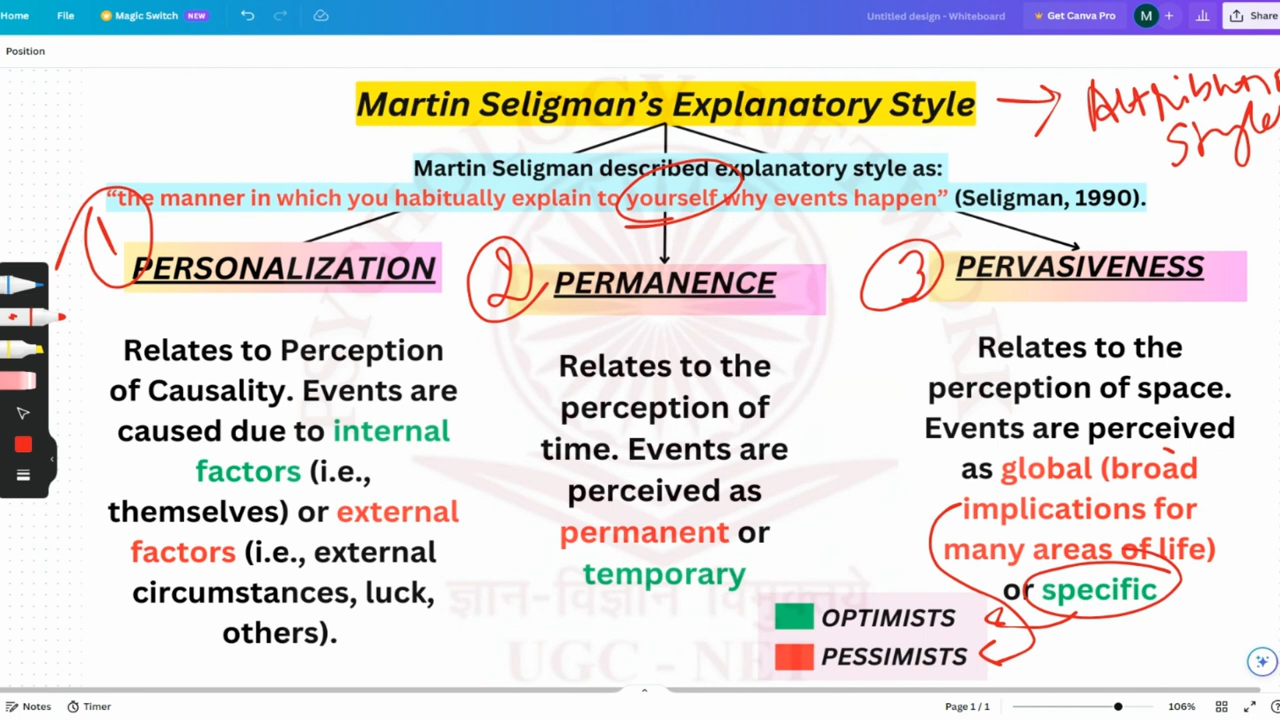 Home File Magic Switch NEW Untitled design - Whiteboard Get Canva Pro M + Share
Position
Martin Seligman's Explanatory Style
Style
Martin Seligman described explanatory style as:
"the manner in which you habitually explain to yourself why events happen" (Seligman, 1990).
1
PERSONALIZATION
Relates to Perception
of Causality. Events are
caused due to internal
factors (i.e.,
themselves) or external
factors (i.e., external
circumstances, luck,
others).
2
PERMANENCE
Relates to the
perception of
time. Events are
perceived as
permanent or
temporary
3
PERVASIVENESS
Relates to the
perception of space.
Events are perceived
as global (broad
implications for
many areas of life)
or specific
OPTIMISTS
PESSIMISTS
PSYCHOLOGY NETWORK
ज्ञान-विज्ञान विमुक्तये
UGC - NET
Notes Timer Page 1 / 1 106%